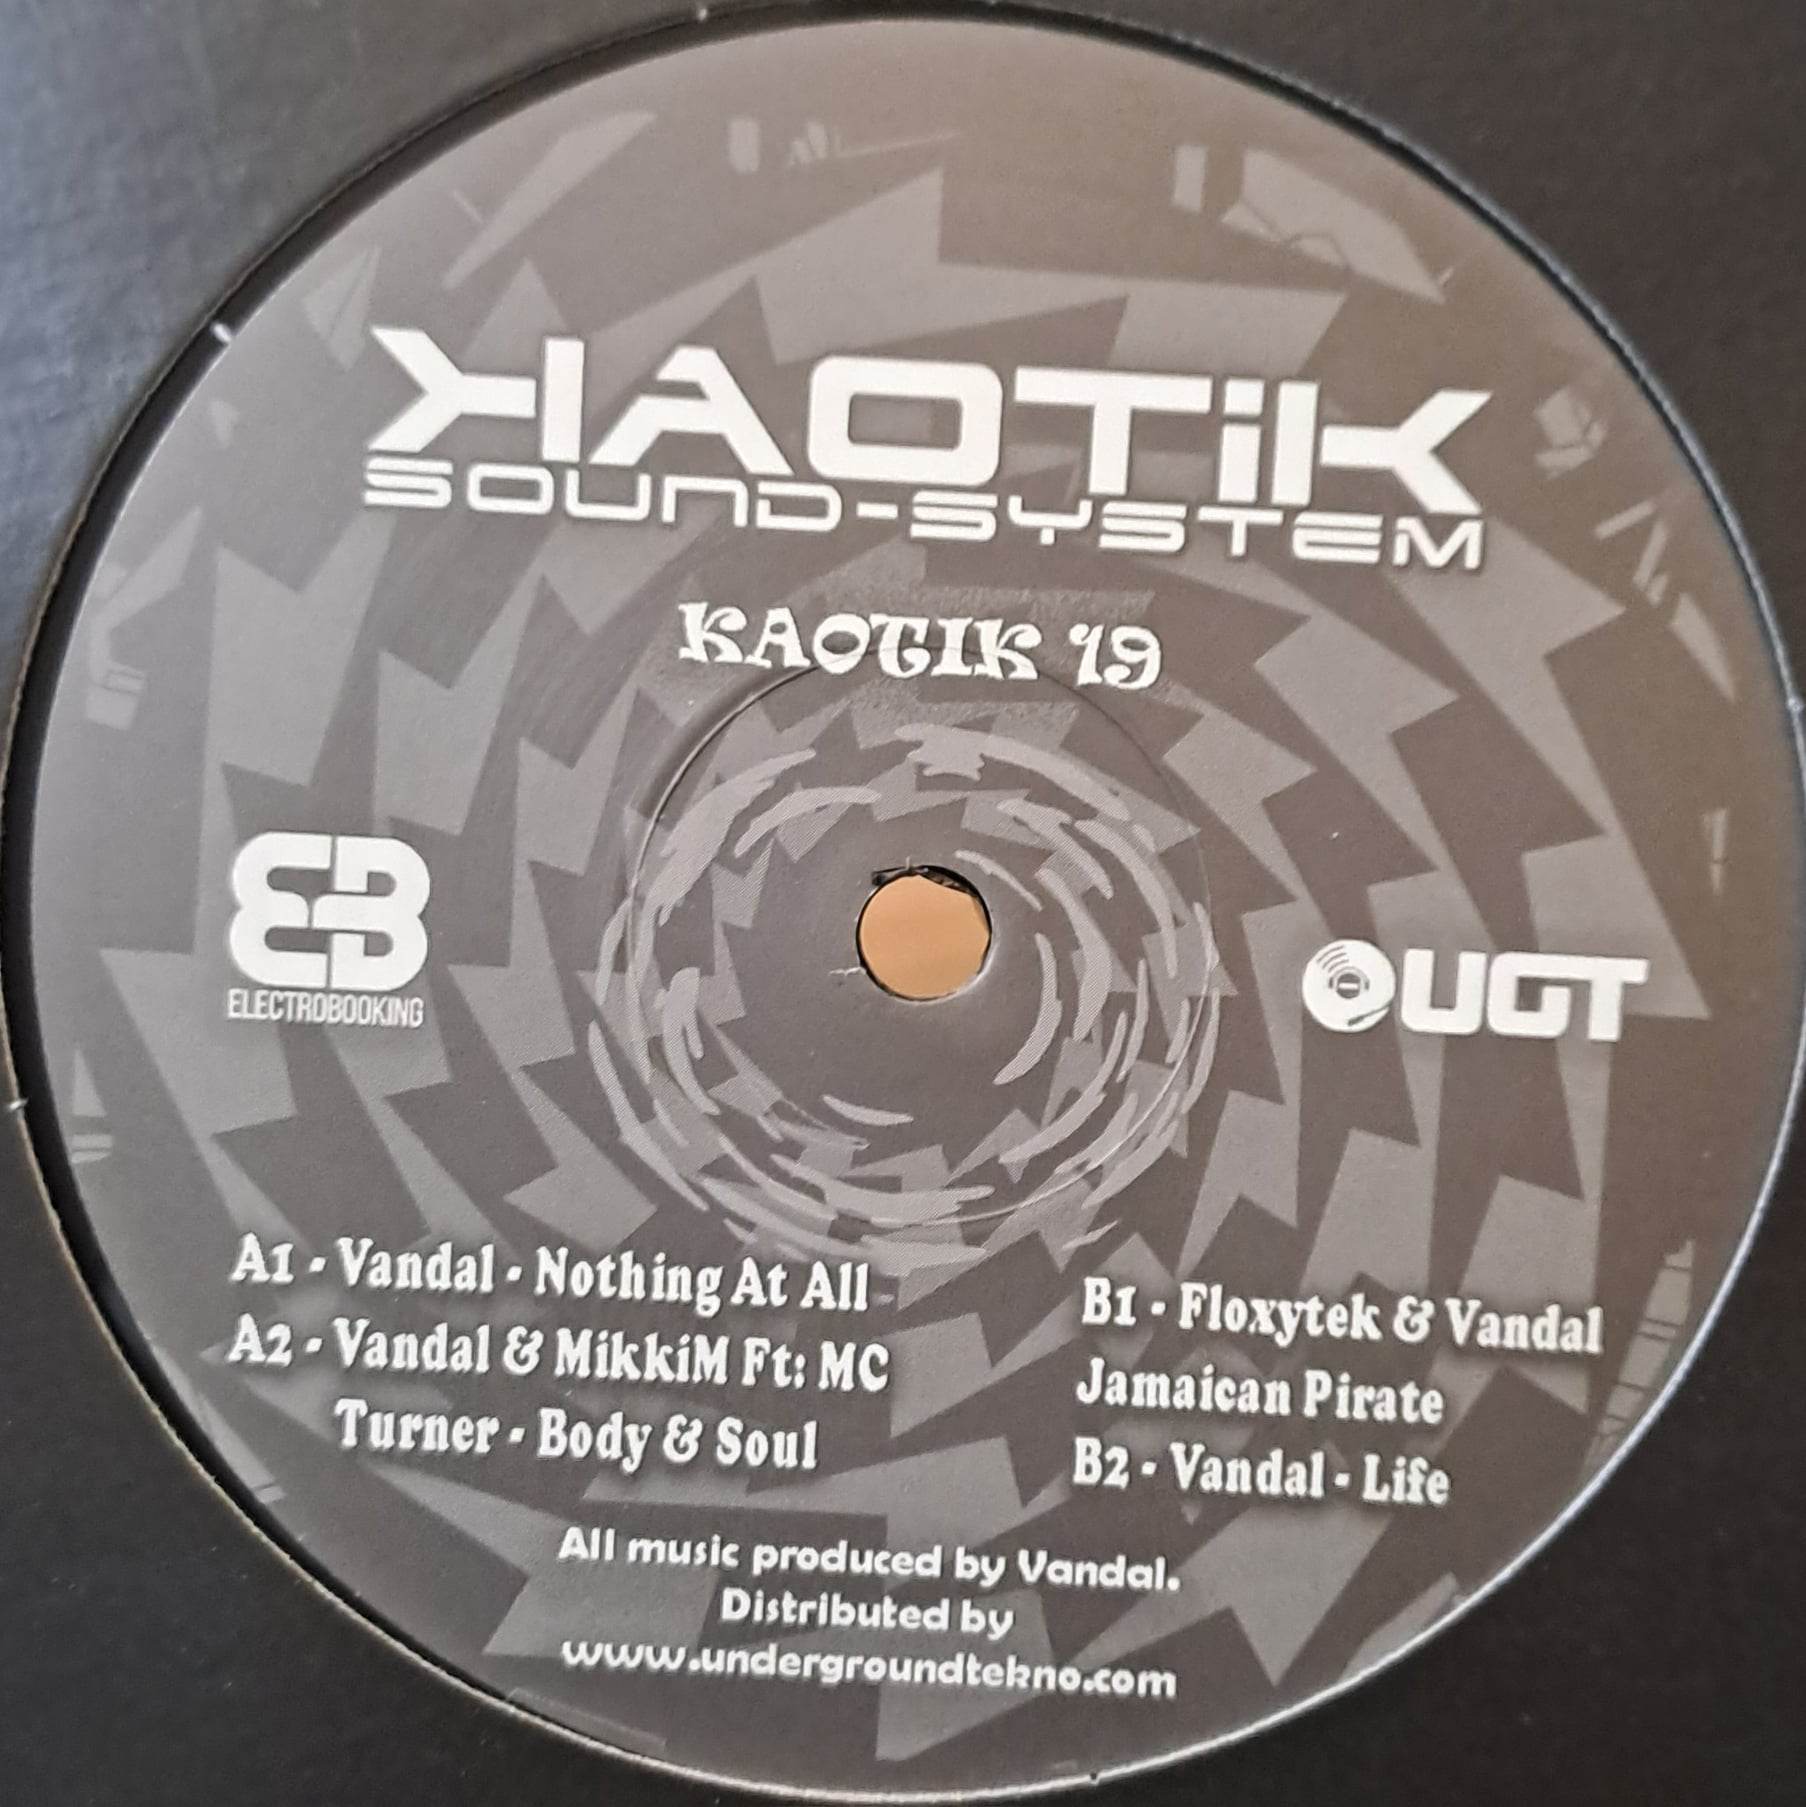 KAOTiK
SOUND-SYSTEM
KAOTIK 19
EB
ELECTROBOOKING
UGT
A1 - Vandal - Nothing At All
A2 - Vandal & MikkiM Ft: MC
Turner - Body & Soul
B1 - Floxytek & Vandal
Jamaican Pirate
B2 - Vandal - Life
All music produced by Vandal.
Distributed by
www.undergroundtekno.com